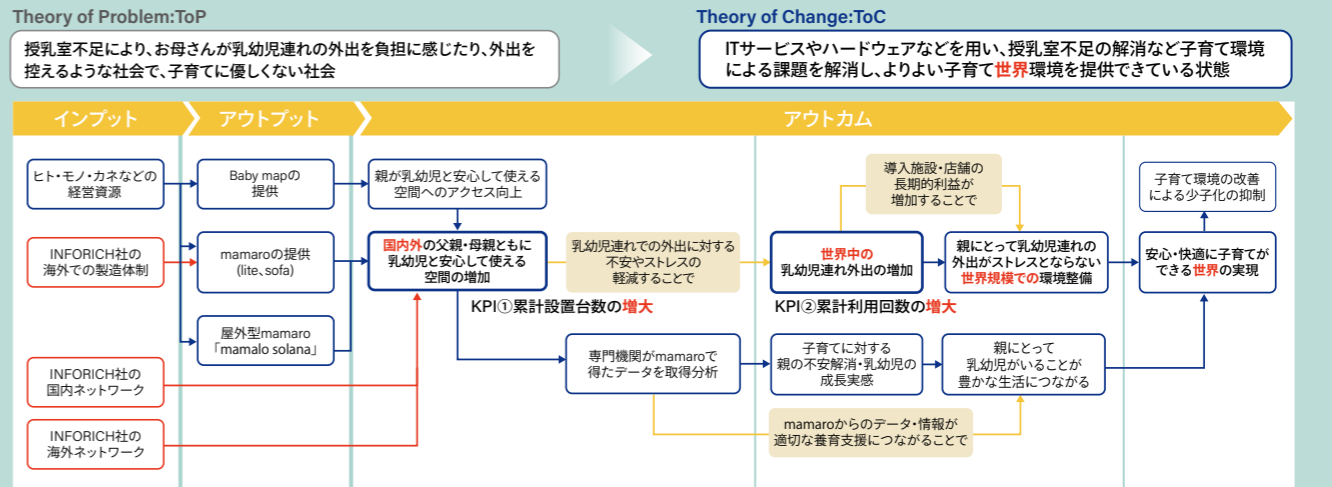 Theory of Problem:ToP
授乳室不足により、お母さんが乳幼児連れの外出を負担に感じたり、外出を
控えるような社会で、子育てに優しくない社会
Theory of Change:ToC
ITサービスやハードウェアなどを用い、授乳室不足の解消など子育て環境
による課題を解消し、よりよい子育て世界環境を提供できている状態
インプット
アウトプット
アウトカム
ヒト・モノ・カネなどの
経営資源
INFORICH社の
海外での製造体制
INFORICH社の
国内ネットワーク
INFORICH社の
海外ネットワーク
Baby mapの
提供
mamaroの提供
(lite、sofa)
屋外型mamaro
「mamalo solana」
親が乳幼児と安心して使える
空間へのアクセス向上
国内外の父親・母親ともに
乳幼児と安心して使える
空間の増加
乳幼児連れでの外出に対する
不安やストレスの
軽減することで
KPI①累計設置台数の増大
専門機関がmamaroで
得たデータを取得分析
導入施設・店舗の
長期的利益が
増加することで
世界中の
乳幼児連れ外出の増加
親にとって乳幼児連れの
外出がストレスとならない
世界規模での環境整備
KPI②累計利用回数の増大
子育てに対する
親の不安解消・乳幼児の
成長実感
親にとって
乳幼児がいることが
豊かな生活につながる
mamaroからのデータ・情報が
適切な養育支援につながることで
子育て環境の改善
による少子化の抑制
安心・快適に子育てが
できる世界の実現